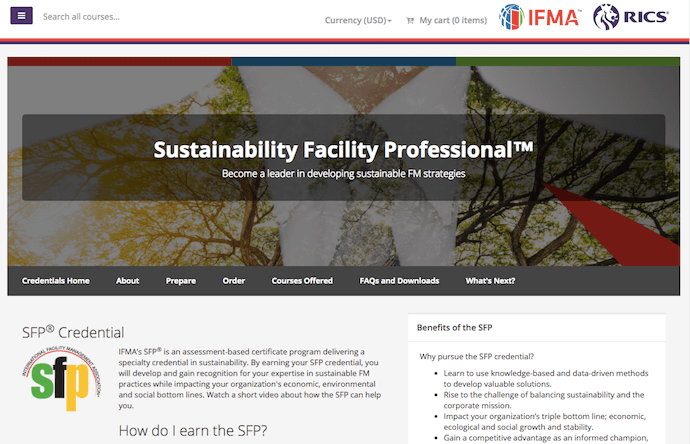 Search all courses...
Currency (USD)
My cart (0 items)
IFMA™
RICS®
Sustainability Facility Professional™
Become a leader in developing sustainable FM strategies
Credentials Home
About
Prepare
Order
Courses Offered
FAQs and Downloads
What's Next?
SFP® Credential
INTERNATIONAL FACILITY MANAGEMENT ASSOCIATION
sfp
IFMA's SFP® is an assessment-based certificate program delivering a
specialty credential in sustainability. By earning your SFP credential, you
will develop and gain recognition for your expertise in sustainable FM
practices while impacting your organization's economic, environmental
and social bottom lines. Watch a short video about how the SFP can help
you.
How do I earn the SFP?
Benefits of the SFP
Why pursue the SFP credential?
Learn to use knowledge-based and data-driven methods
to develop valuable solutions.
Rise to the challenge of balancing sustainability and the
corporate mission.
Impact your organization's triple bottom line; economic,
ecological and social growth and stability.
Gain a competitive advantage as an informed champion,